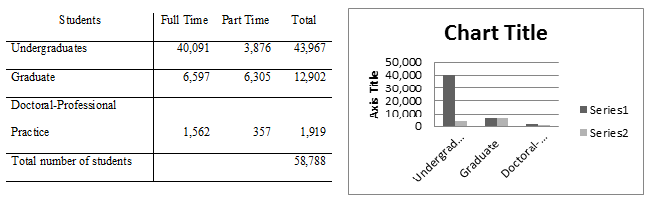 Students Full Time Part Time Total
Undergraduates 40,091 3,876 43,967
Graduate 6,597 6,305 12,902
Doctoral-Professional
Practice 1,562 357 1,919
Total number of students 58,788
Chart Title
Axis Title
50,000
40,000
30,000
20,000
10,000
0
Undergrad...
Graduate
Doctoral-...
Series1
Series2